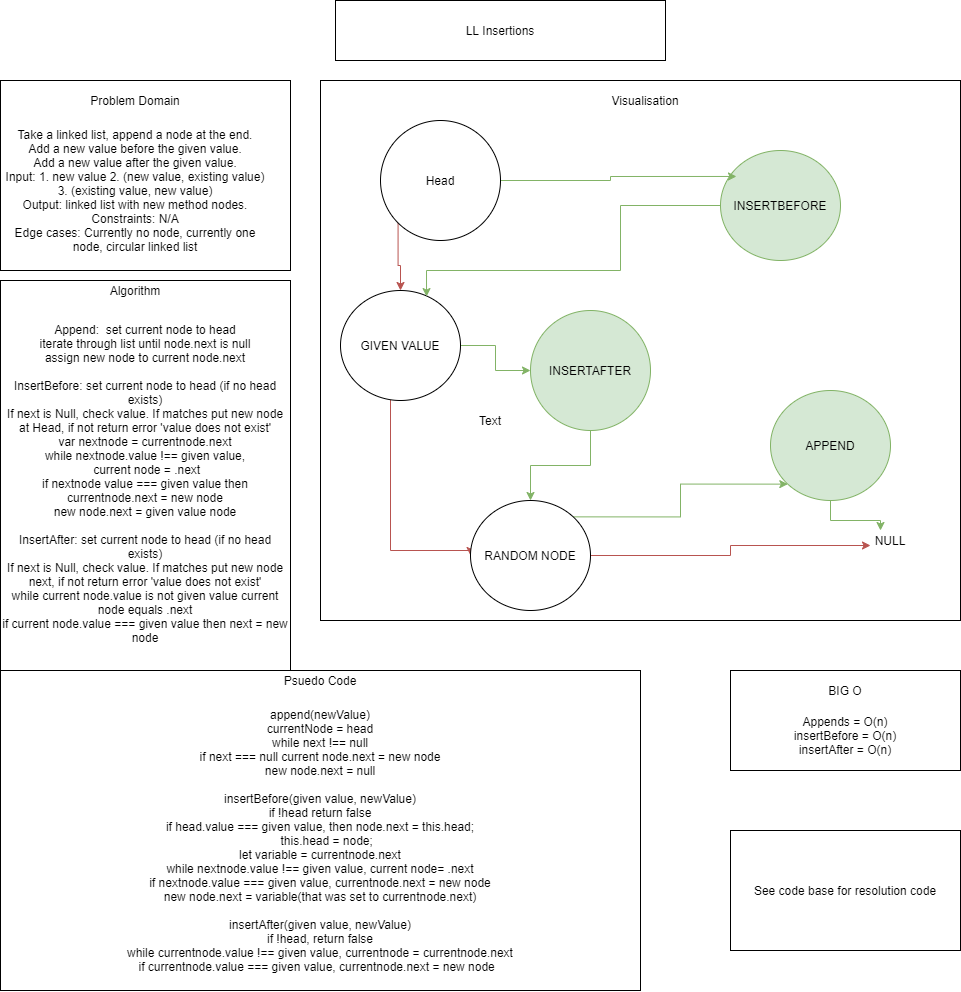 LL Insertions
Problem Domain
Take a linked list, append a node at the end.
Add a new value before the given value.
Add a new value after the given value.
Input: 1. new value 2. (new value, existing value)
3. (existing value, new value)
Output: linked list with new method nodes.
Constraints: N/A
Edge cases: Currently no node, currently one
node, circular linked list
Visualisation
Head
INSERTBEFORE
GIVEN VALUE
INSERTAFTER
Text
APPEND
RANDOM NODE
NULL
Algorithm
Append:  set current node to head
iterate through list until node.next is null
assign new node to current node.next
InsertBefore: set current node to head (if no head
exists)
If next is Null, check value. If matches put new node
at Head, if not return error 'value does not exist'
var nextnode = currentnode.next
while nextnode.value !== given value,
current node = .next
if nextnode value === given value then
currentnode.next = new node
new node.next = given value node
InsertAfter: set current node to head (if no head
exists)
If next is Null, check value. If matches put new node
next, if not return error 'value does not exist'
while current node.value is not given value current
node equals .next
if current node.value === given value then next = new
node
Psuedo Code
append(newValue)
currentNode = head
while next !== null
if next === null current node.next = new node
new node.next = null
insertBefore(given value, newValue)
if !head return false
if head.value === given value, then node.next = this.head;
this.head = node;
let variable = currentnode.next
while nextnode.value !== given value, current node= .next
if nextnode.value === given value, currentnode.next = new node
new node.next = variable(that was set to currentnode.next)
insertAfter(given value, newValue)
if !head, return false
while currentnode.value !== given value, currentnode = currentnode.next
if currentnode.value === given value, currentnode.next = new node
BIG O
Appends = O(n)
insertBefore = O(n)
insertAfter = O(n)
See code base for resolution code